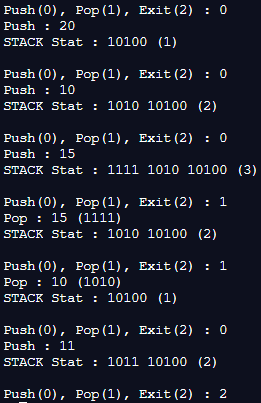 Push(0), Pop(1), Exit(2) : 0
Push : 20
STACK Stat : 10100 (1)
Push(0), Pop(1), Exit(2) : 0
Push : 10
STACK Stat : 1010 10100 (2)
Push(0), Pop(1), Exit(2) : 0
Push : 15
STACK Stat : 1111 1010 10100 (3)
Push(0), Pop(1), Exit(2) : 1
Pop : 15 (1111)
STACK Stat : 1010 10100 (2)
Push(0), Pop(1), Exit(2) : 1
Pop : 10 (1010)
STACK Stat : 10100 (1)
Push(0), Pop(1), Exit(2) : 0
Push : 11
STACK Stat : 1011 10100 (2)
Push(0), Pop(1), Exit(2) : 2